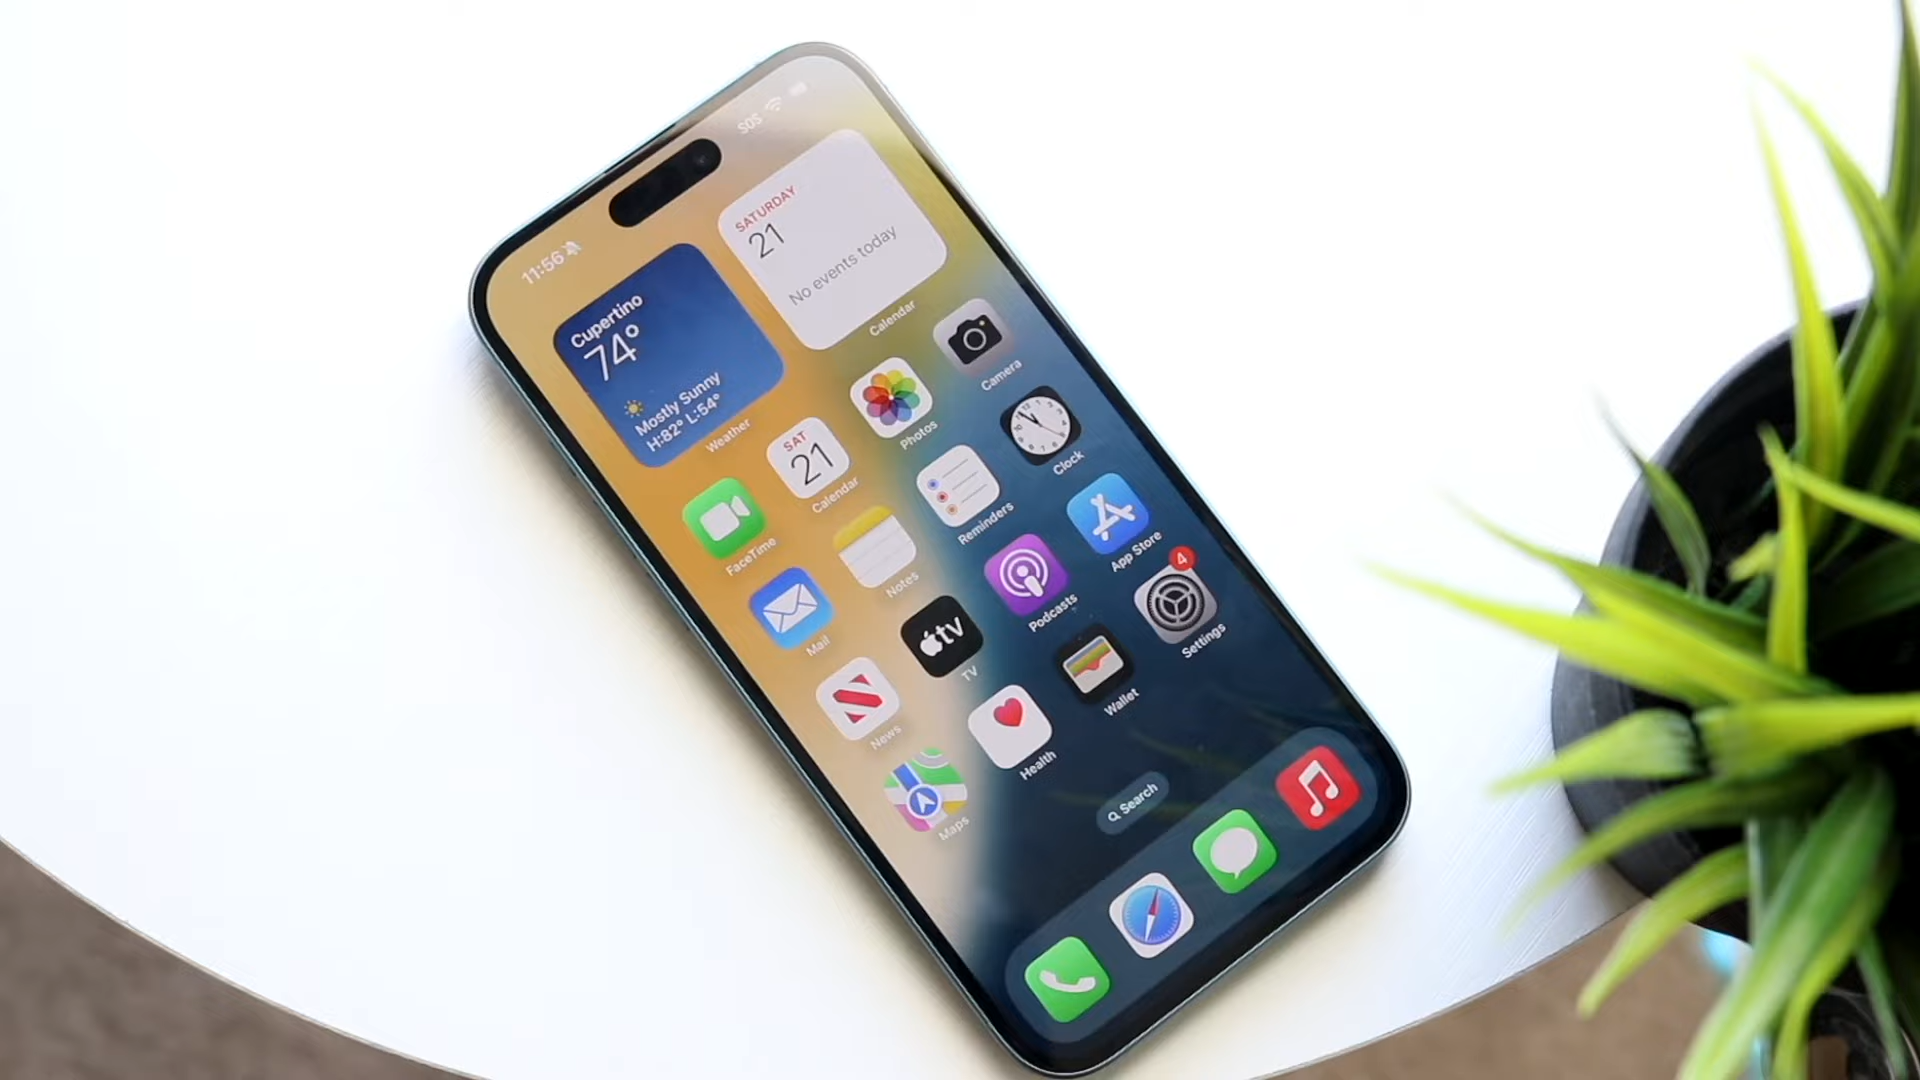 11:56
SOS
Cupertino
74°
Mostly Sunny
H:82° L:54°
Weather
SATURDAY
21
No events today
Calendar
FaceTime
SAT
21
Calendar
Photos
Camera
Mail
Notes
Reminders
Clock
News
tv
TV
Podcasts
App Store
Maps
Health
Wallet
4
Settings
Search